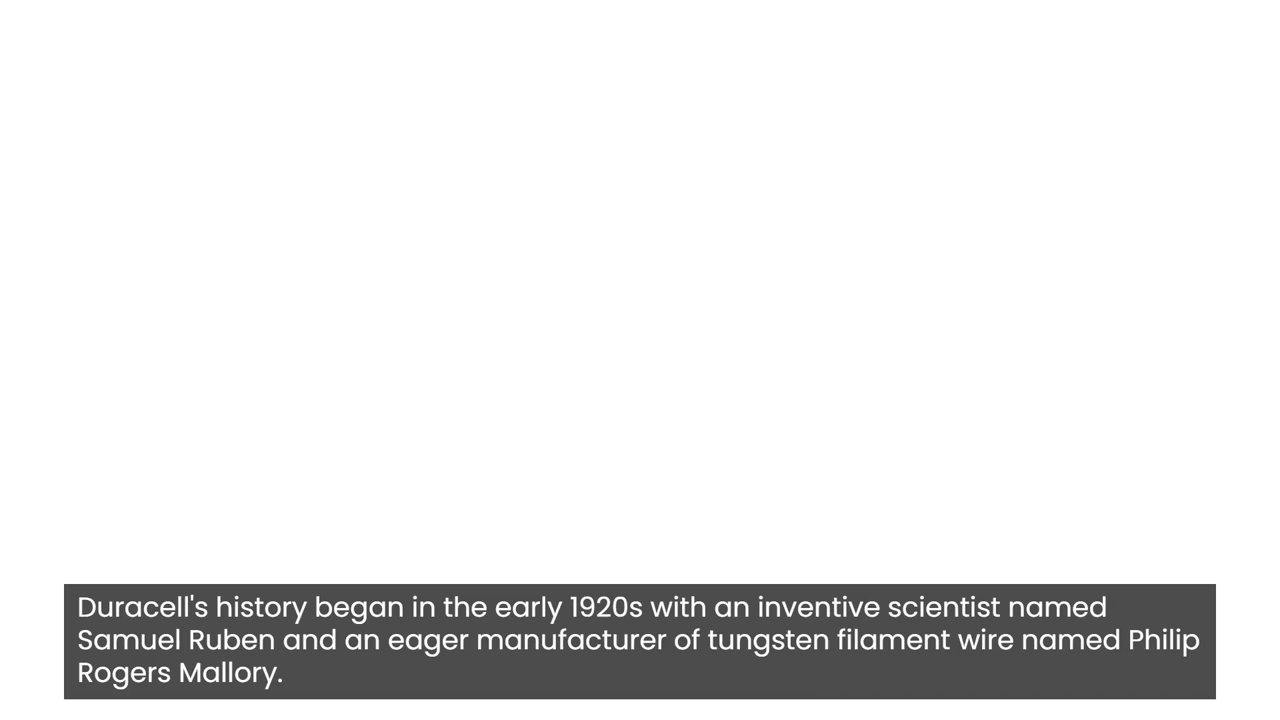 Duracell's history began in the early 1920s with an inventive scientist named
Samuel Ruben and an eager manufacturer of tungsten filament wire named Philip
Rogers Mallory.